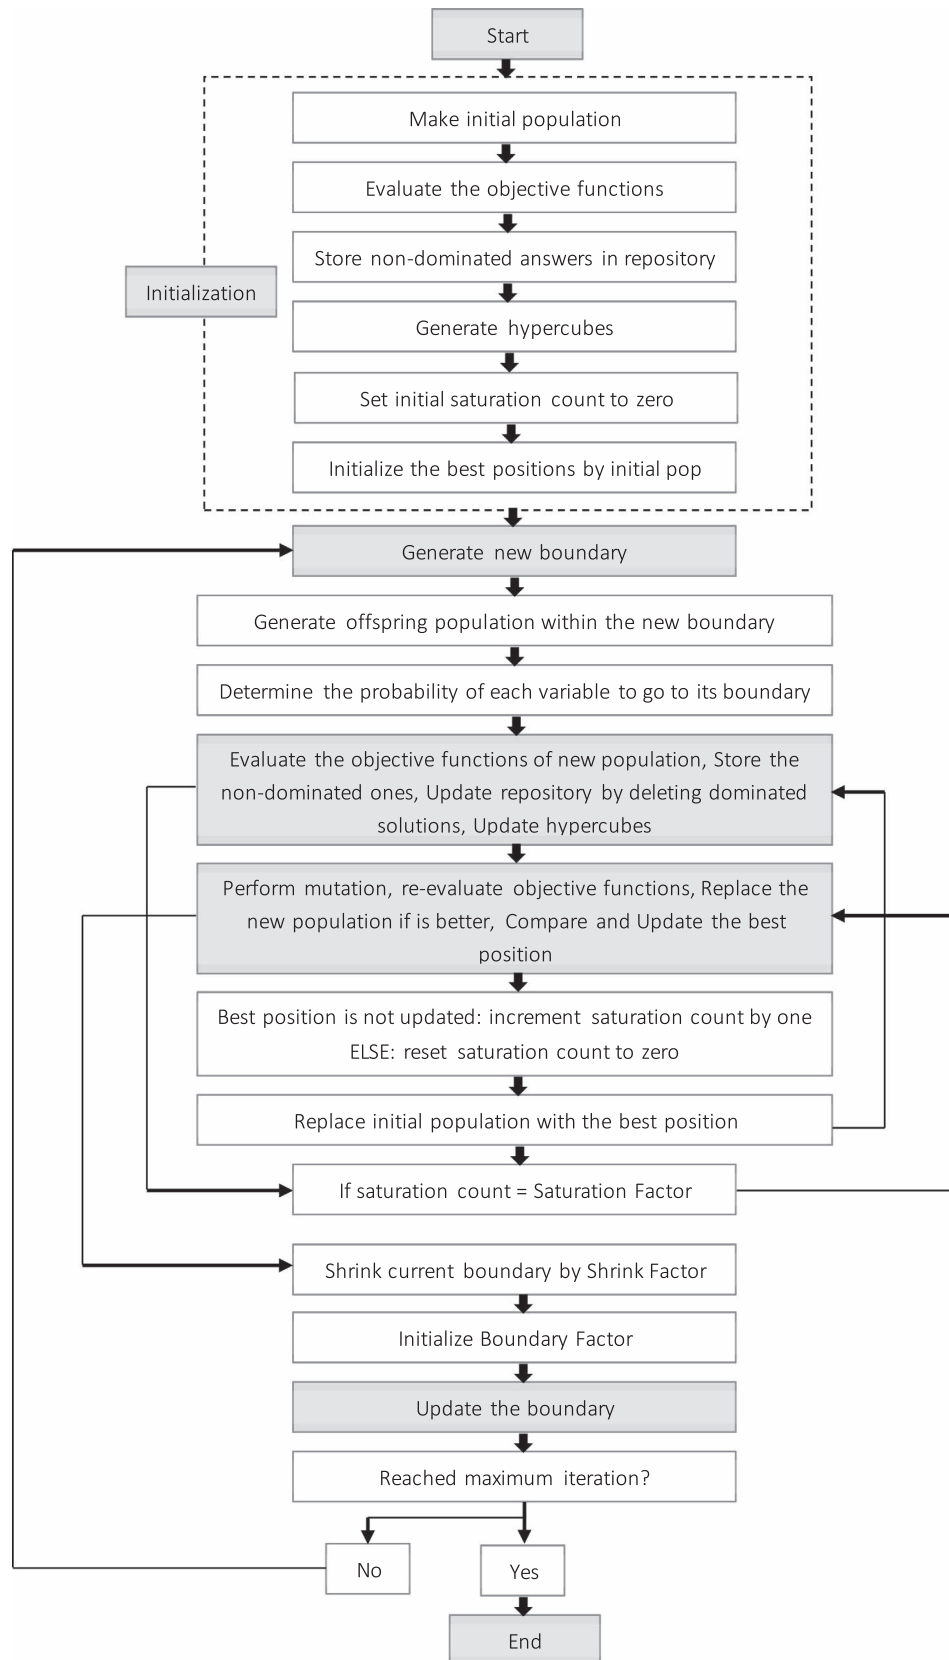 Start
Make initial population
Evaluate the objective functions
Store non-dominated answers in repository
Initialization
Generate hypercubes
Set initial saturation count to zero
Initialize the best positions by initial pop
Generate new boundary
Generate offspring population within the new boundary
Determine the probability of each variable to go to its boundary
Evaluate the objective functions of new population, Store the
non-dominated ones, Update repository by deleting dominated
solutions, Update hypercubes
Perform mutation, re-evaluate objective functions, Replace the
new population if is better, Compare and Update the best
position
Best position is not updated: increment saturation count by one
ELSE: reset saturation count to zero
Replace initial population with the best position
If saturation count = Saturation Factor
Shrink current boundary by Shrink Factor
Initialize Boundary Factor
Update the boundary
Reached maximum iteration?
No
Yes
End